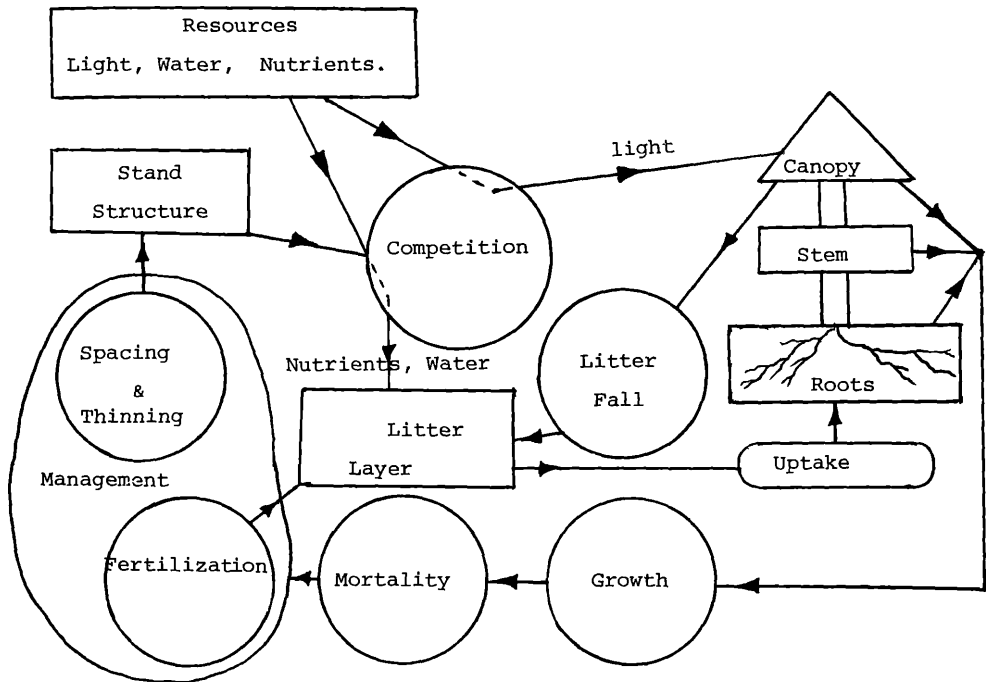 Resources
Light, Water, Nutrients.
light
Canopy
Stand
Structure
Competition
Stem
Spacing
&
Thinning
Nutrients, Water
Litter
Fall
Roots
Litter
Layer
Uptake
Management
Fertilization
Mortality
Growth